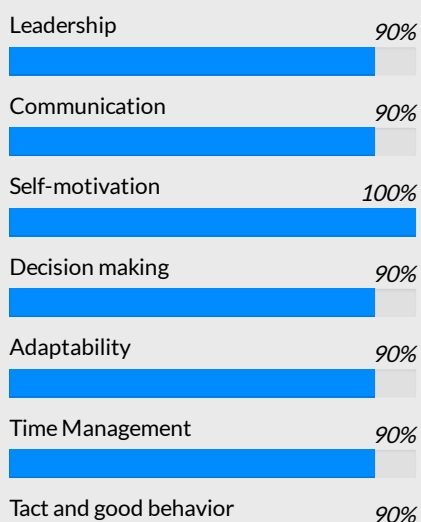 Leadership 90%
Communication 90%
Self-motivation 100%
Decision making 90%
Adaptability 90%
Time Management 90%
Tact and good behavior 90%